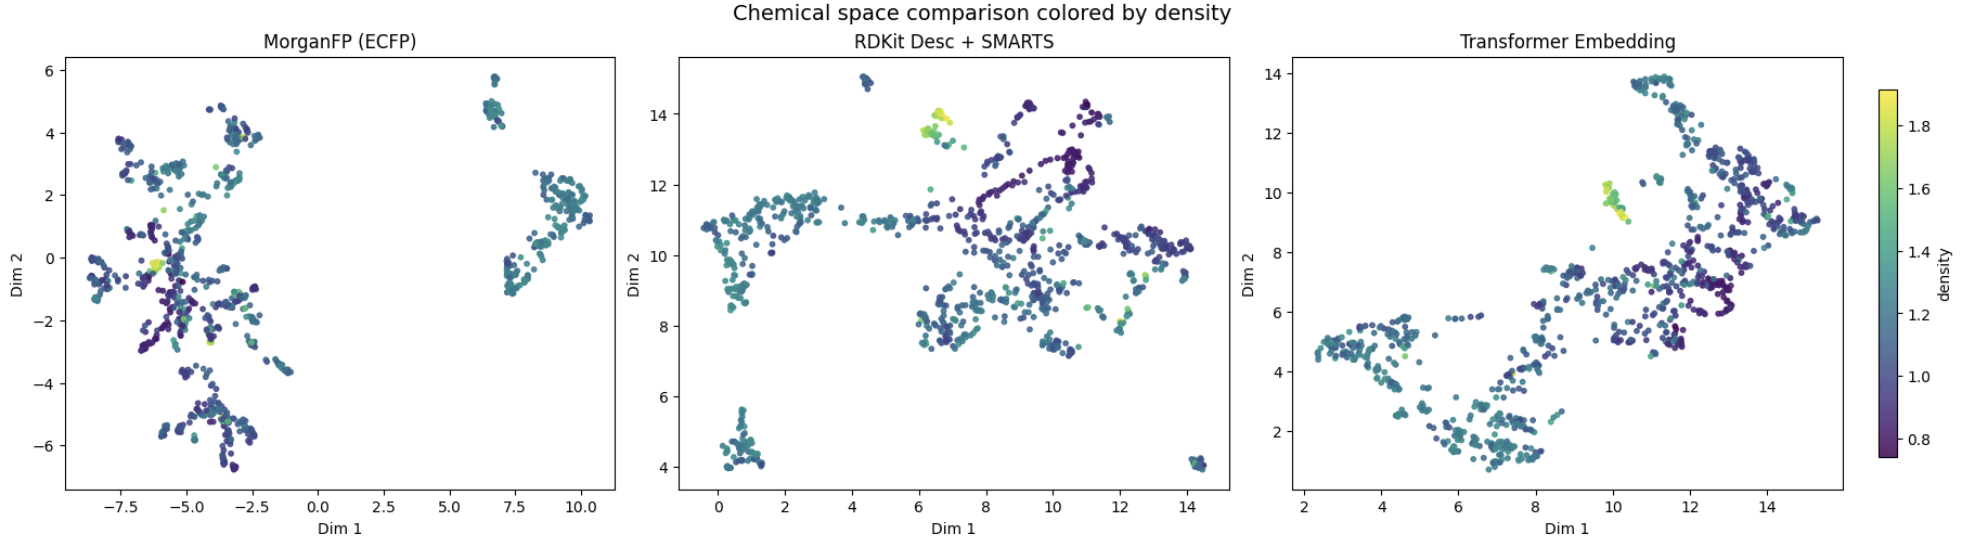 Chemical space comparison colored by density
MorganFP (ECFP)
6
4
2
0
−2
−4
−6
Dim 2
−7.5 −5.0 −2.5 0.0 2.5 5.0 7.5 10.0
Dim 1
RDKit Desc + SMARTS
14
12
10
8
6
4
Dim 2
0 2 4 6 8 10 12 14
Dim 1
Transformer Embedding
14
12
10
8
6
4
2
Dim 2
2 4 6 8 10 12 14
Dim 1
1.8
1.6
1.4
1.2
1.0
0.8
density